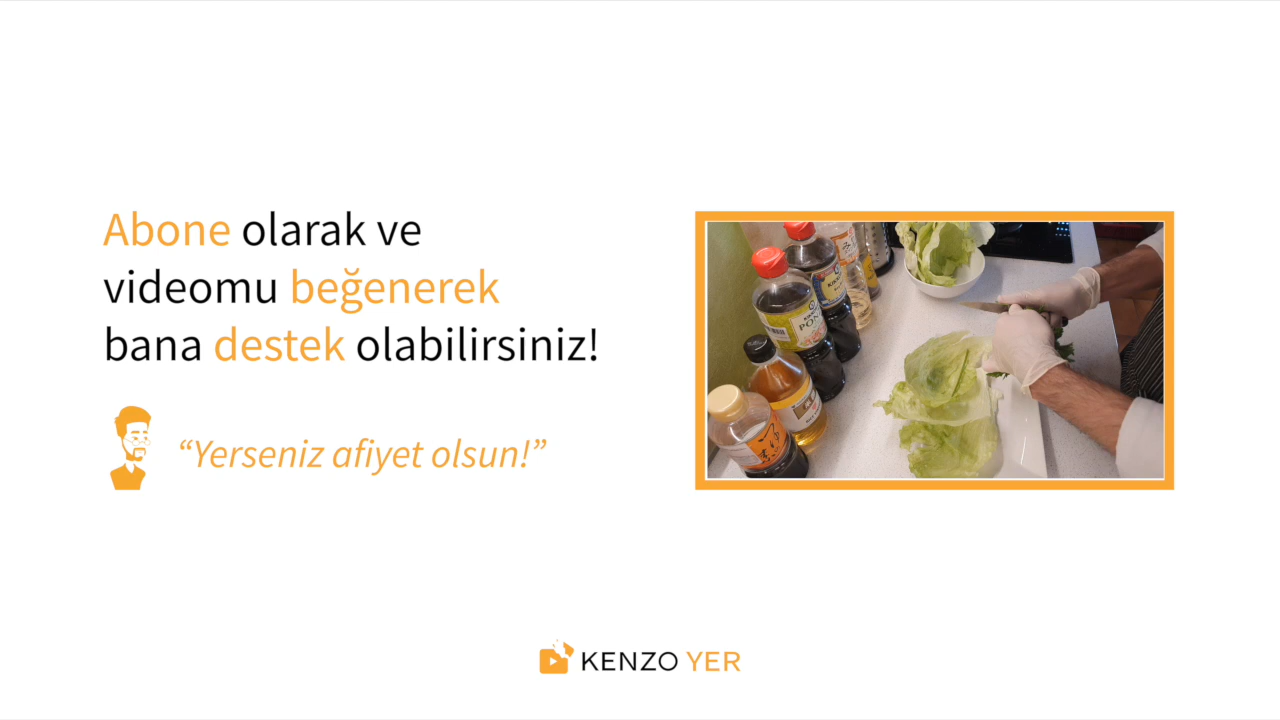 Abone olarak ve
videomu beğenerek
bana destek olabilirsiniz!
“Yerseniz afiyet olsun!”
KENZO YER